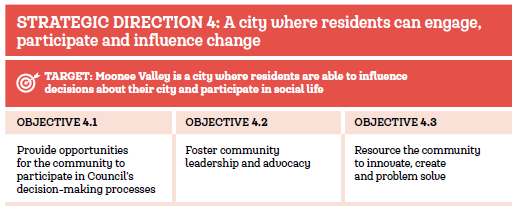 STRATEGIC DIRECTION 4: A city where residents can engage,
participate and influence change
TARGET: Moonee Valley is a city where residents are able to influence
decisions about their city and participate in social life
OBJECTIVE 4.1
Provide opportunities
for the community to
participate in Council's
decision-making processes
OBJECTIVE 4.2
Foster community
leadership and advocacy
OBJECTIVE 4.3
Resource the community
to innovate, create
and problem solve